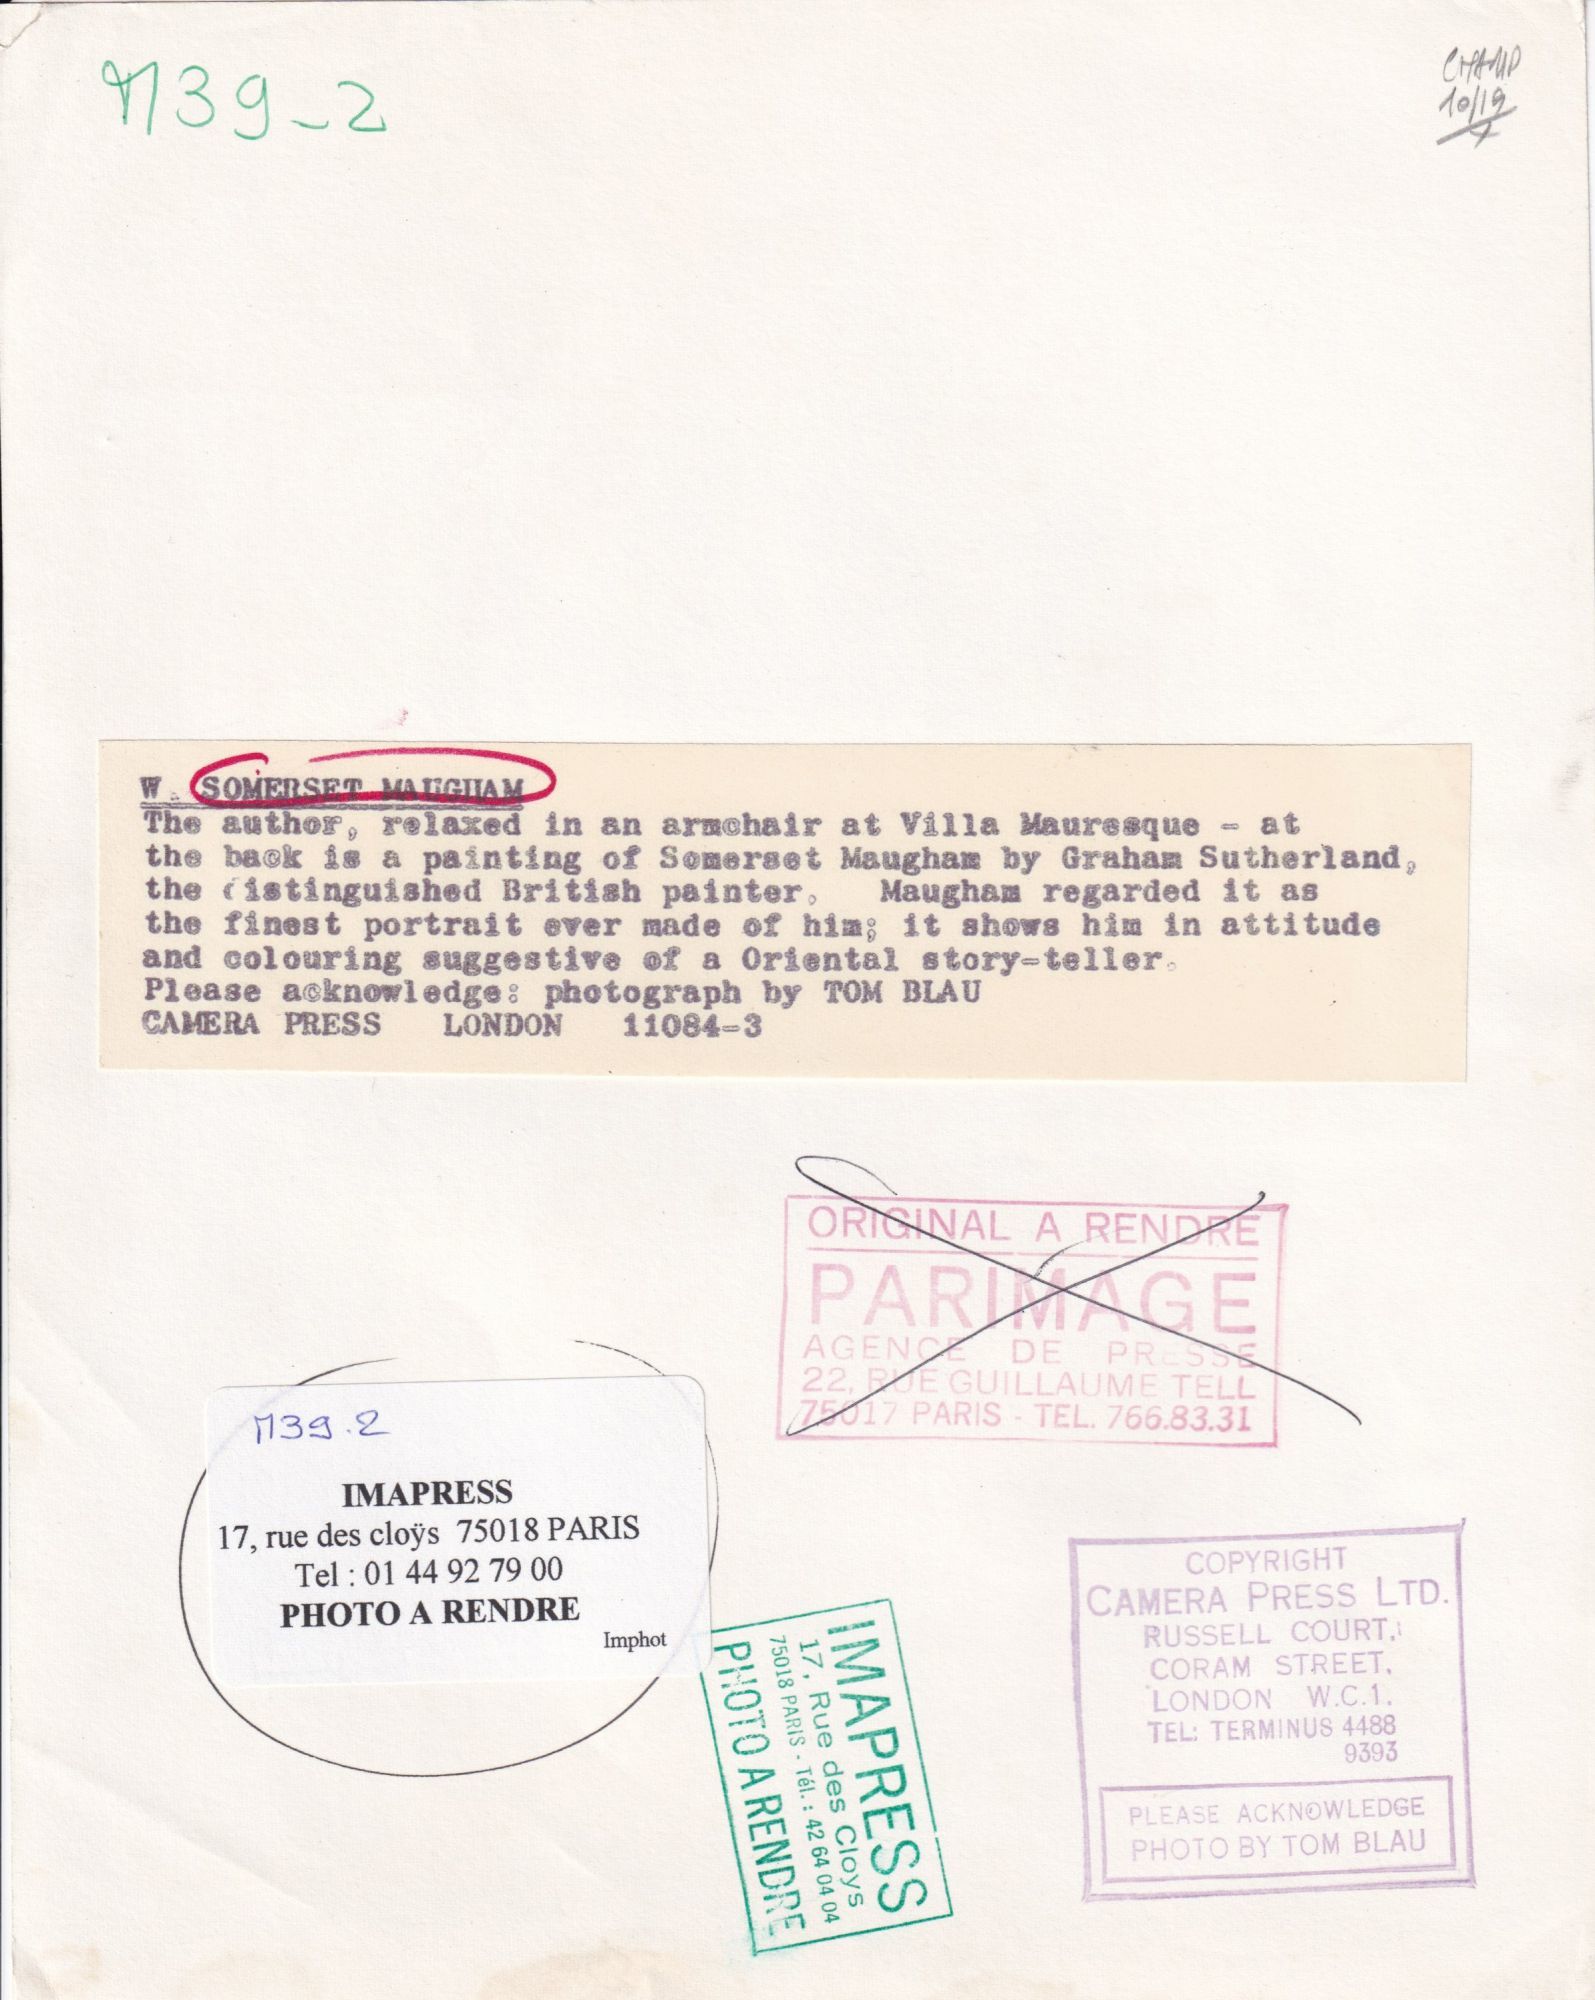 M39-2
CHAMP
10/19
W. SOMERSET MAUGHAM
The author, relaxed in an armchair at Villa Mauresque - at
the back is a painting of Somerset Maugham by Graham Sutherland,
the distinguished British painter. Maugham regarded it as
the finest portrait ever made of him; it shows him in attitude
and colouring suggestive of a Oriental story-teller.
Please acknowledge: photograph by TOM BLAU
CAMERA PRESS LONDON 11084-3
ORIGINAL A RENDRE
PARIMAGE
AGENCE DE PRESSE
22, RUE GUILLAUME TELL
75017 PARIS - TEL. 766.83.31
M39.2
IMAPRESS
17, rue des cloÿs 75018 PARIS
Tel : 01 44 92 79 00
PHOTO A RENDRE
Imphot
IMAPRESS
17, Rue des Cloys
75018 PARIS - Tél. : 42 64 04 04
PHOTO A RENDRE
COPYRIGHT
CAMERA PRESS LTD.
RUSSELL COURT,
CORAM STREET,
LONDON W.C.1.
TEL: TERMINUS 4488
9393
PLEASE ACKNOWLEDGE
PHOTO BY TOM BLAU